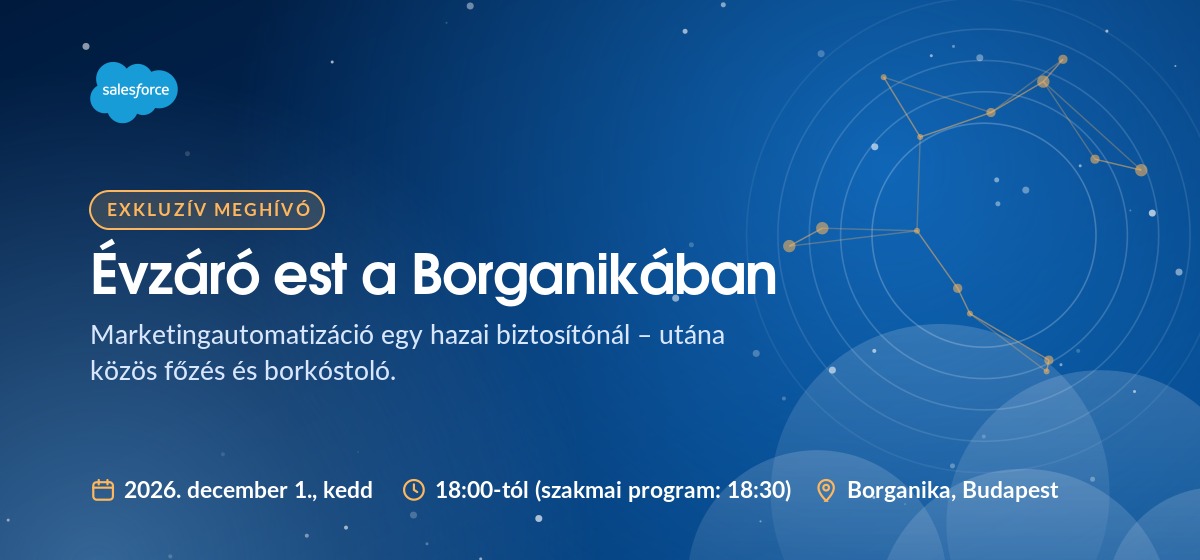 salesforce
EXKLUZÍV MEGHÍVÓ
Évzáró est a Borganikában
Marketingautomatizáció egy hazai biztosítónál – utána
közös főzés és borkóstoló.
2026. december 1., kedd
18:00-tól (szakmai program: 18:30)
Borganika, Budapest